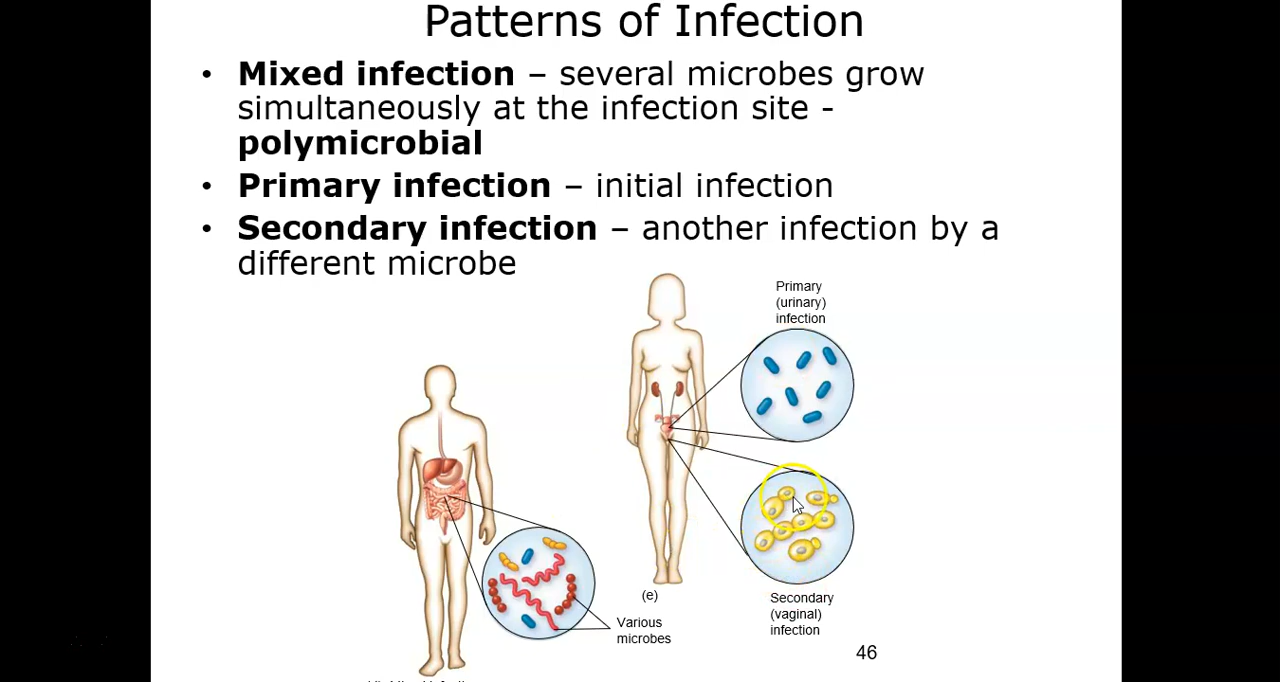 Patterns of Infection
• Mixed infection – several microbes grow
simultaneously at the infection site -
polymicrobial
• Primary infection – initial infection
• Secondary infection – another infection by a
different microbe
Primary
(urinary)
infection
(e)
Various
microbes
Secondary
(vaginal)
infection
46